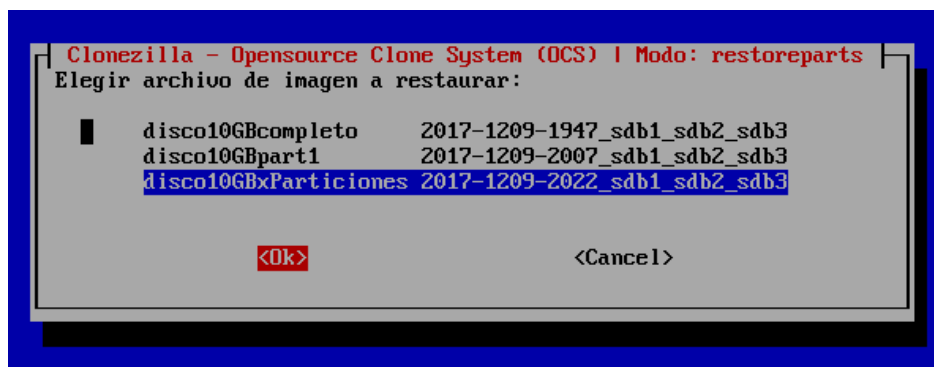 Clonezilla - Opensource Clone System (OCS) | Modo: restoreparts
Elegir archivo de imagen a restaurar:
disco10GBcompleto 2017-1209-1947_sdb1_sdb2_sdb3
disco10GBpart1 2017-1209-2007_sdb1_sdb2_sdb3
disco10GBxParticiones 2017-1209-2022_sdb1_sdb2_sdb3
<Ok> <Cancel>